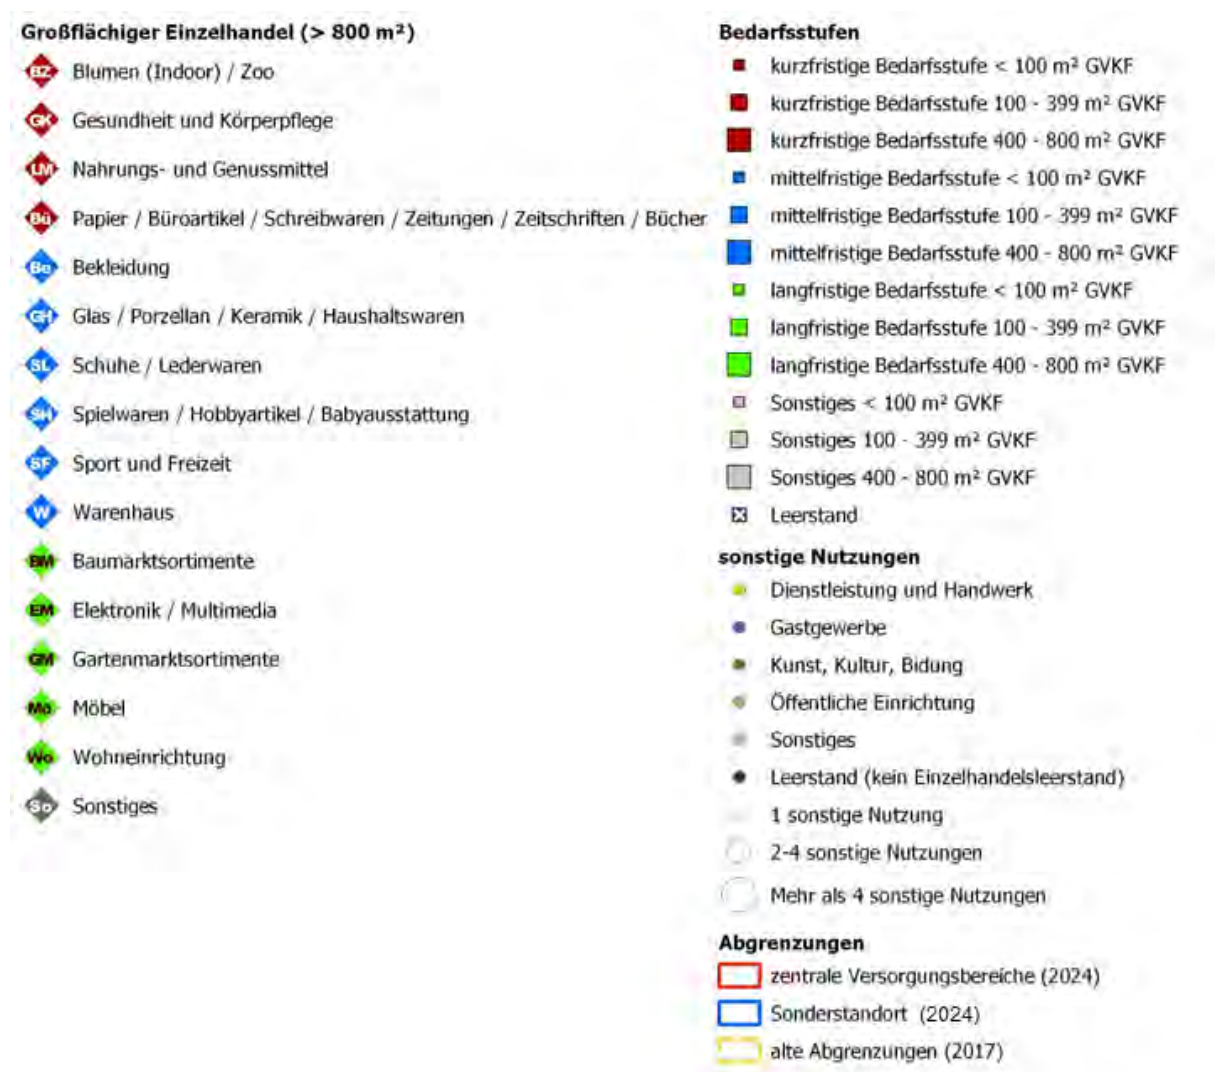 Großflächiger Einzelhandel (> 800 m²)
BZ Blumen (Indoor) / Zoo
GK Gesundheit und Körperpflege
LM Nahrungs- und Genussmittel
Bü Papier / Büroartikel / Schreibwaren / Zeitungen / Zeitschriften / Bücher
Be Bekleidung
GH Glas / Porzellan / Keramik / Haushaltswaren
SL Schuhe / Lederwaren
SH Spielwaren / Hobbyartikel / Babyausstattung
SF Sport und Freizeit
W Warenhaus
BM Baumarktsortimente
EM Elektronik / Multimedia
GM Gartenmarktsortimente
Mö Möbel
Wo Wohneinrichtung
So Sonstiges
Bedarfsstufen
kurzfristige Bedarfsstufe < 100 m² GVKF
kurzfristige Bedarfsstufe 100 - 399 m² GVKF
kurzfristige Bedarfsstufe 400 - 800 m² GVKF
mittelfristige Bedarfsstufe < 100 m² GVKF
mittelfristige Bedarfsstufe 100 - 399 m² GVKF
mittelfristige Bedarfsstufe 400 - 800 m² GVKF
langfristige Bedarfsstufe < 100 m² GVKF
langfristige Bedarfsstufe 100 - 399 m² GVKF
langfristige Bedarfsstufe 400 - 800 m² GVKF
Sonstiges < 100 m² GVKF
Sonstiges 100 - 399 m² GVKF
Sonstiges 400 - 800 m² GVKF
Leerstand
sonstige Nutzungen
Dienstleistung und Handwerk
Gastgewerbe
Kunst, Kultur, Bidung
Öffentliche Einrichtung
Sonstiges
Leerstand (kein Einzelhandelsleerstand)
1 sonstige Nutzung
2-4 sonstige Nutzungen
Mehr als 4 sonstige Nutzungen
Abgrenzungen
zentrale Versorgungsbereiche (2024)
Sonderstandort (2024)
alte Abgrenzungen (2017)